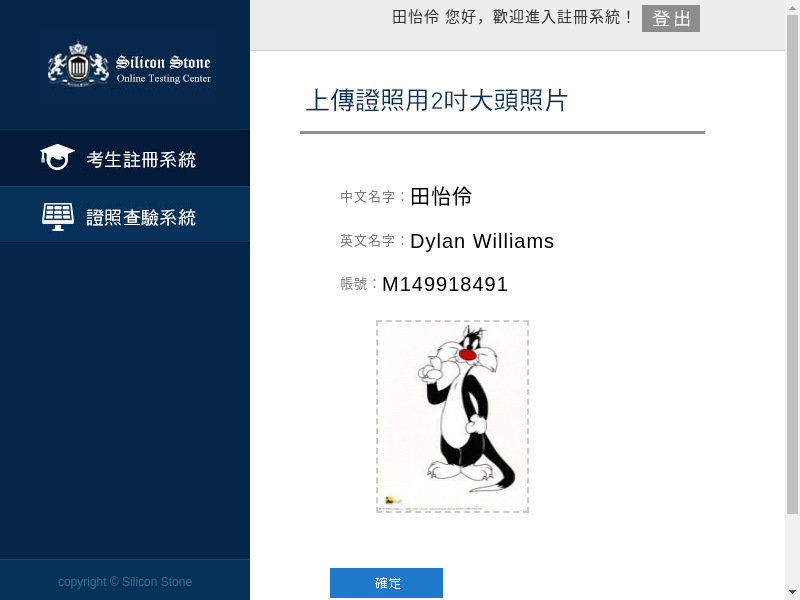 田怡伶 您好，歡迎進入註冊系統！ 登出
Silicon Stone
Online Testing Center
上傳證照用2吋大頭照片
考生註冊系統
證照查驗系統
中文名字：田怡伶
英文名字：Dylan Williams
帳號：M149918491
確定
copyright © Silicon Stone